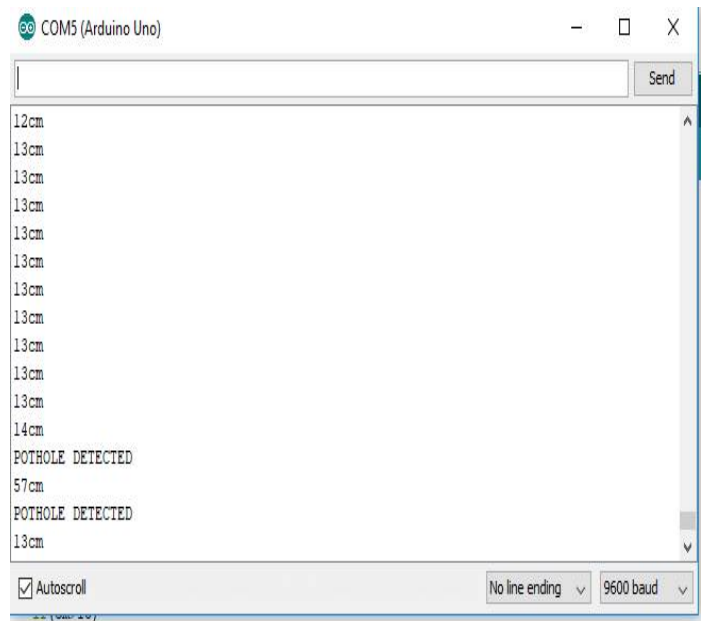 COM5 (Arduino Uno)
Send
12cm
13cm
13cm
13cm
13cm
13cm
13cm
13cm
13cm
13cm
13cm
14cm
POTHOLE DETECTED
57cm
POTHOLE DETECTED
13cm
Autoscroll
No line ending
9600 baud